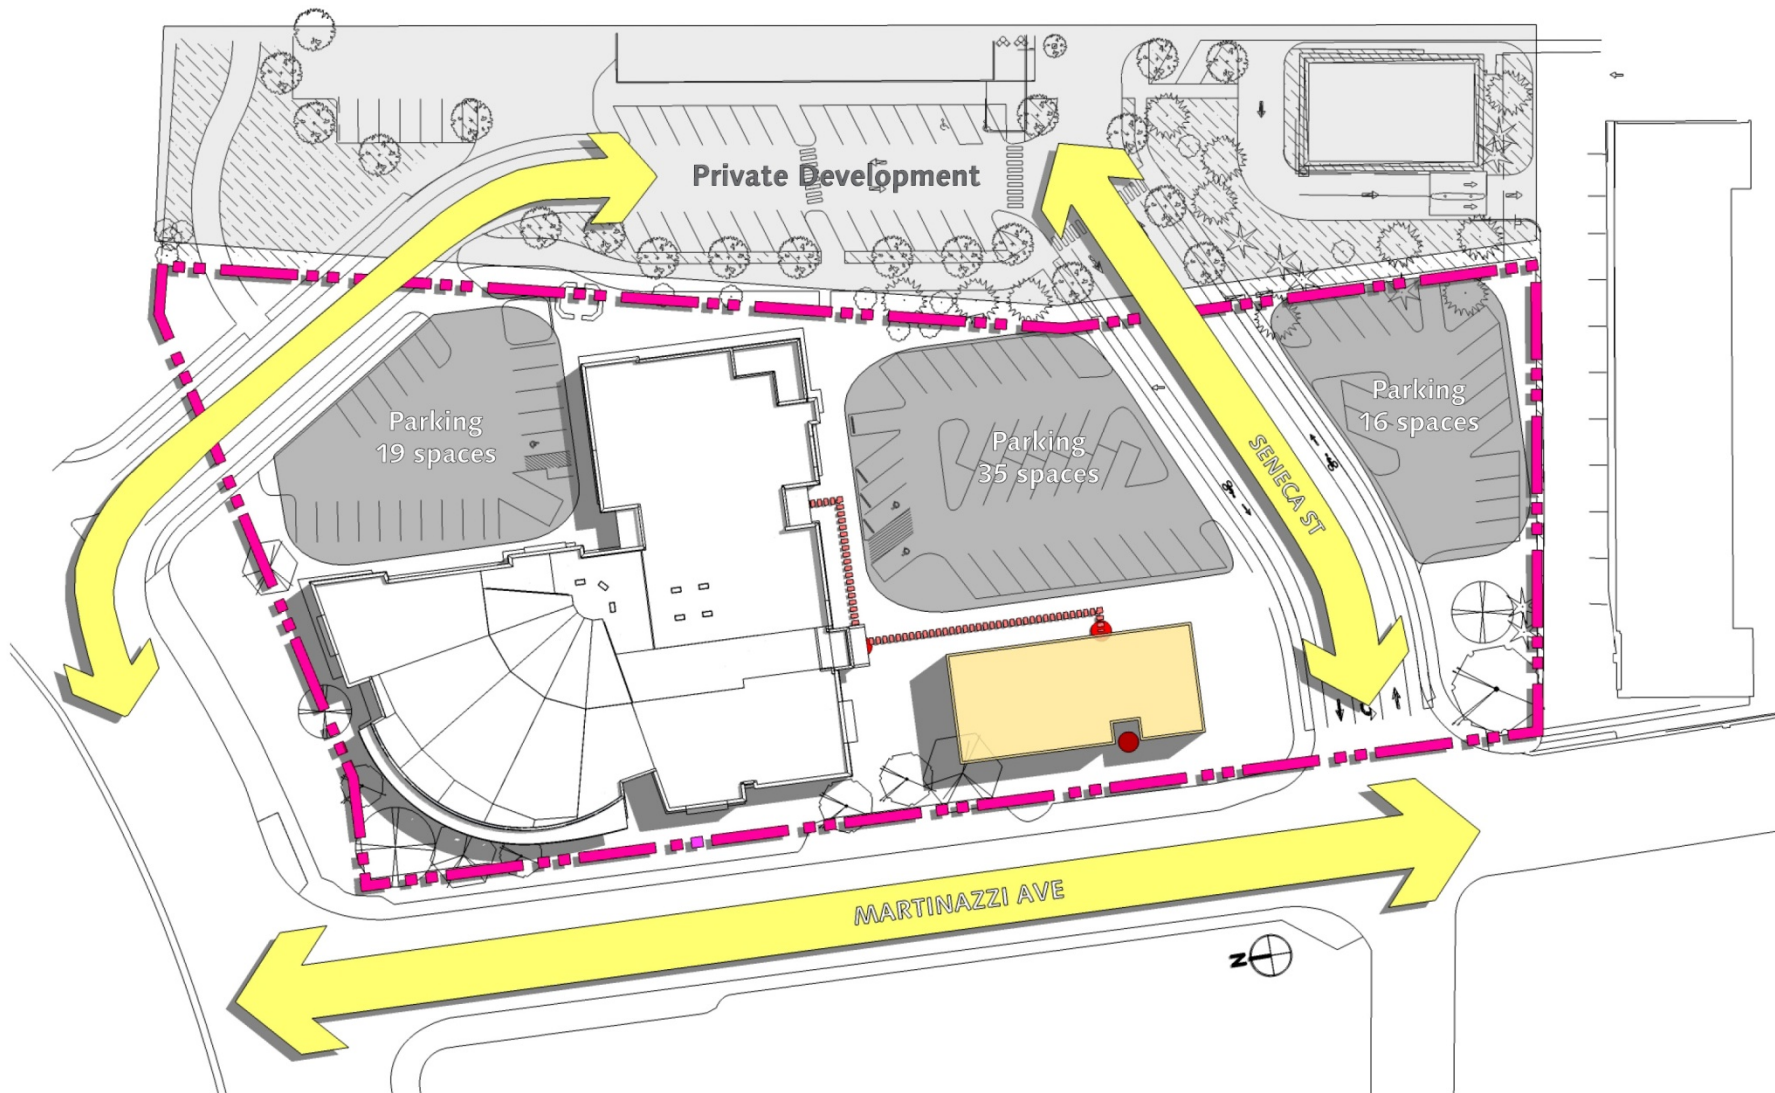 Private Development
Parking
19 spaces
Parking
35 spaces
Parking
16 spaces
SENECA ST
MARTINAZZI AVE
N